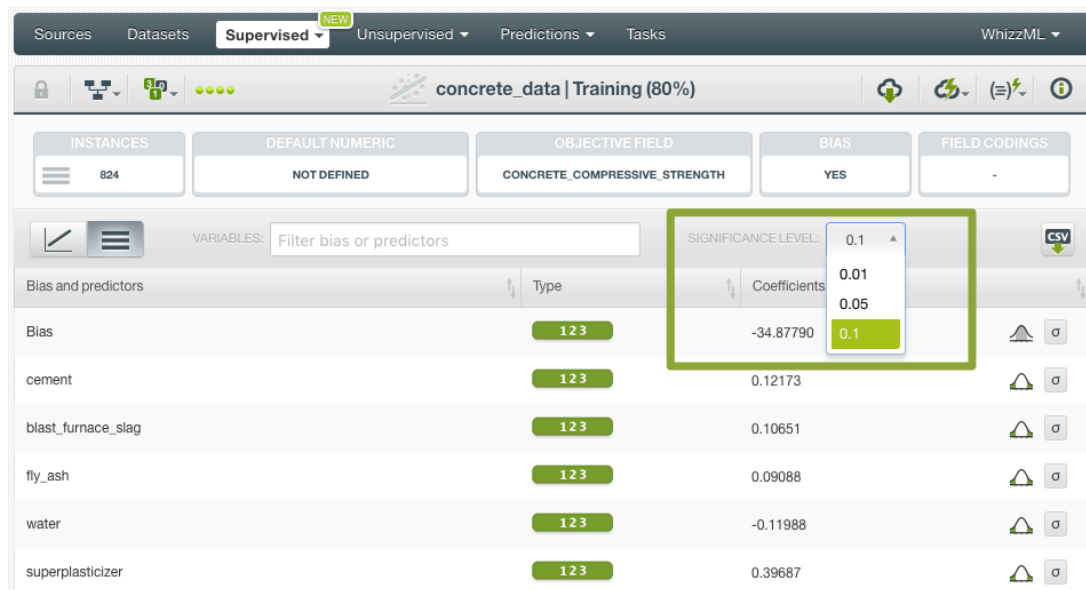 NEW
Sources Datasets Supervised Unsupervised Predictions Tasks WhizzML
concrete_data | Training (80%)
INSTANCES DEFAULT NUMERIC OBJECTIVE FIELD BIAS FIELD CODINGS
824 NOT DEFINED CONCRETE_COMPRESSIVE_STRENGTH YES -
VARIABLES: Filter bias or predictors SIGNIFICANCE LEVEL: 0.1 CSV
0.01
0.05
0.1
Bias and predictors Type Coefficients
Bias 123 -34.87790 σ
cement 123 0.12173 σ
blast_furnace_slag 123 0.10651 σ
fly_ash 123 0.09088 σ
water 123 -0.11988 σ
superplasticizer 123 0.39687 σ